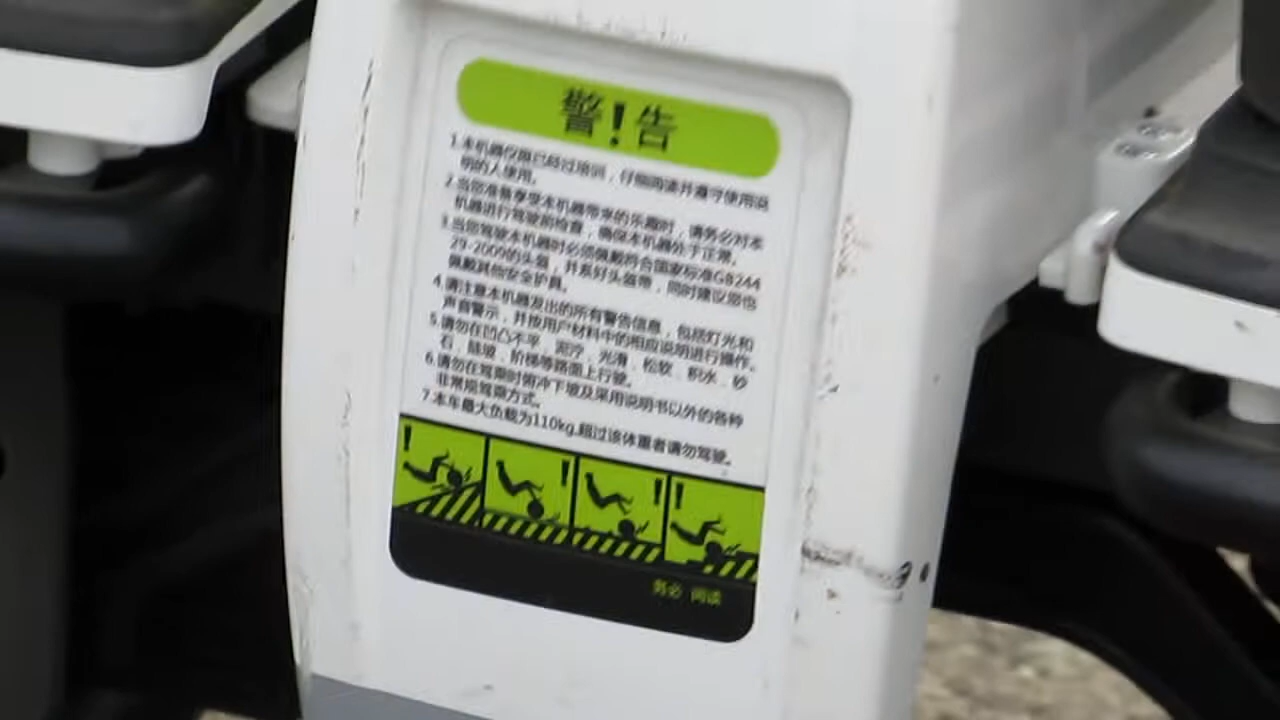 警!告
1.本机器仅限已经过培训，仔细阅读并遵守使用说
明的人使用。
2.当您准备享受本机器带来的乐趣时，请务必对本
机器进行驾驶前检查，确保本机器处于正常。
3.当您驾驶本机器时必须佩戴符合国家标准GB244
29-2009的头盔，并系好头盔带，同时建议您也
佩戴其他安全护具。
4.请注意本机器发出的所有警告信息，包括灯光和
声音警示，并按用户材料中的相应说明进行操作。
5.请勿在凹凸不平、泥泞、光滑、松软、积水、砂
石、陡坡、阶梯等路面上行驶。
6.请勿在驾乘时俯冲下坡及采用说明书以外的各种
非常规驾乘方式。
7.本车最大负载为110kg,超过该体重者请勿驾驶。
! ! ! !
务必 阅读